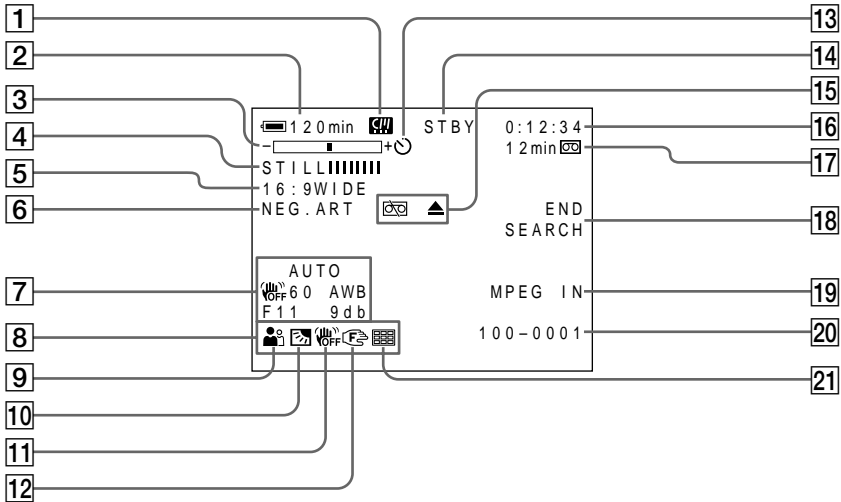 1
2
3
4
5
6
7
8
9
10
11
12
13
14
15
16
17
18
19
20
21
120min STBY 0:12:34
− + 12min
STILL
16:9WIDE
NEG.ART END
SEARCH
AUTO
OFF 60 AWB MPEG IN
F11 9db
OFF F 100–0001